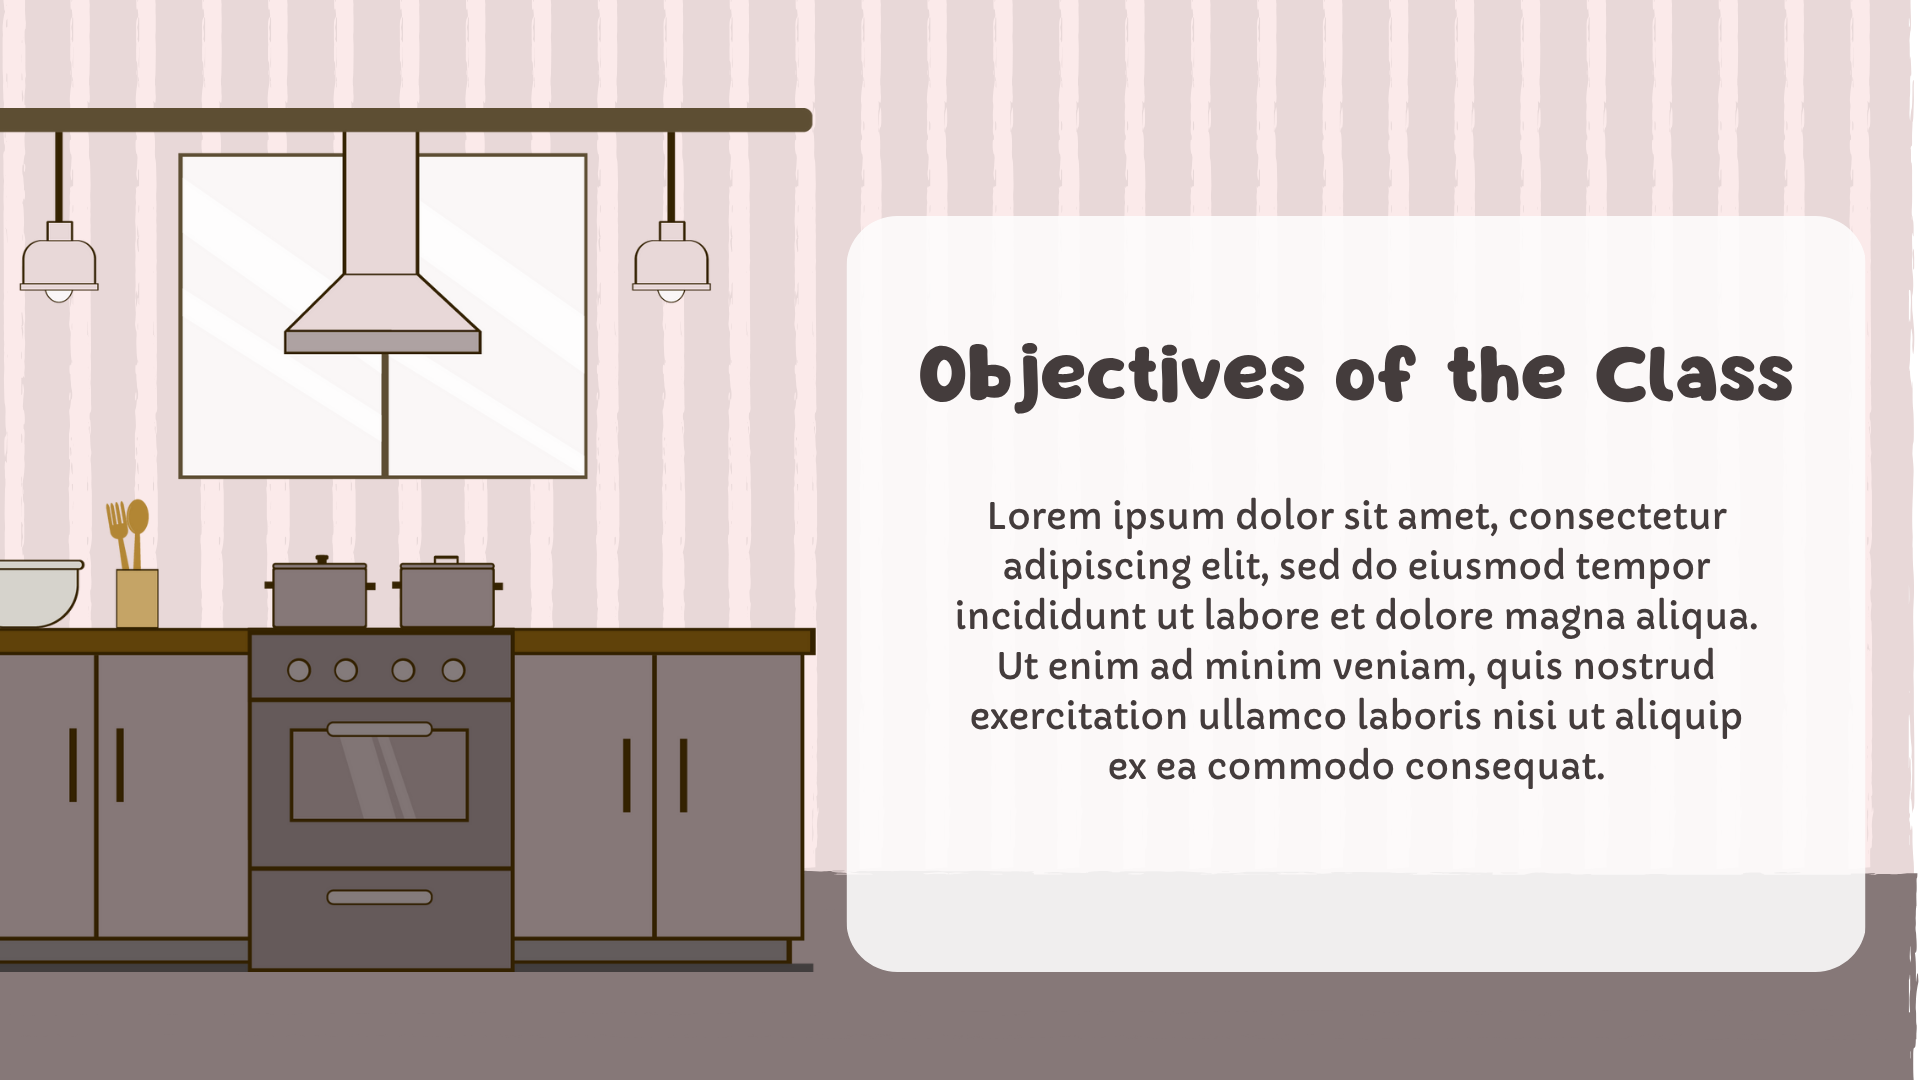 Objectives of the Class
Lorem ipsum dolor sit amet, consectetur
adipiscing elit, sed do eiusmod tempor
incididunt ut labore et dolore magna aliqua.
Ut enim ad minim veniam, quis nostrud
exercitation ullamco laboris nisi ut aliquip
ex ea commodo consequat.